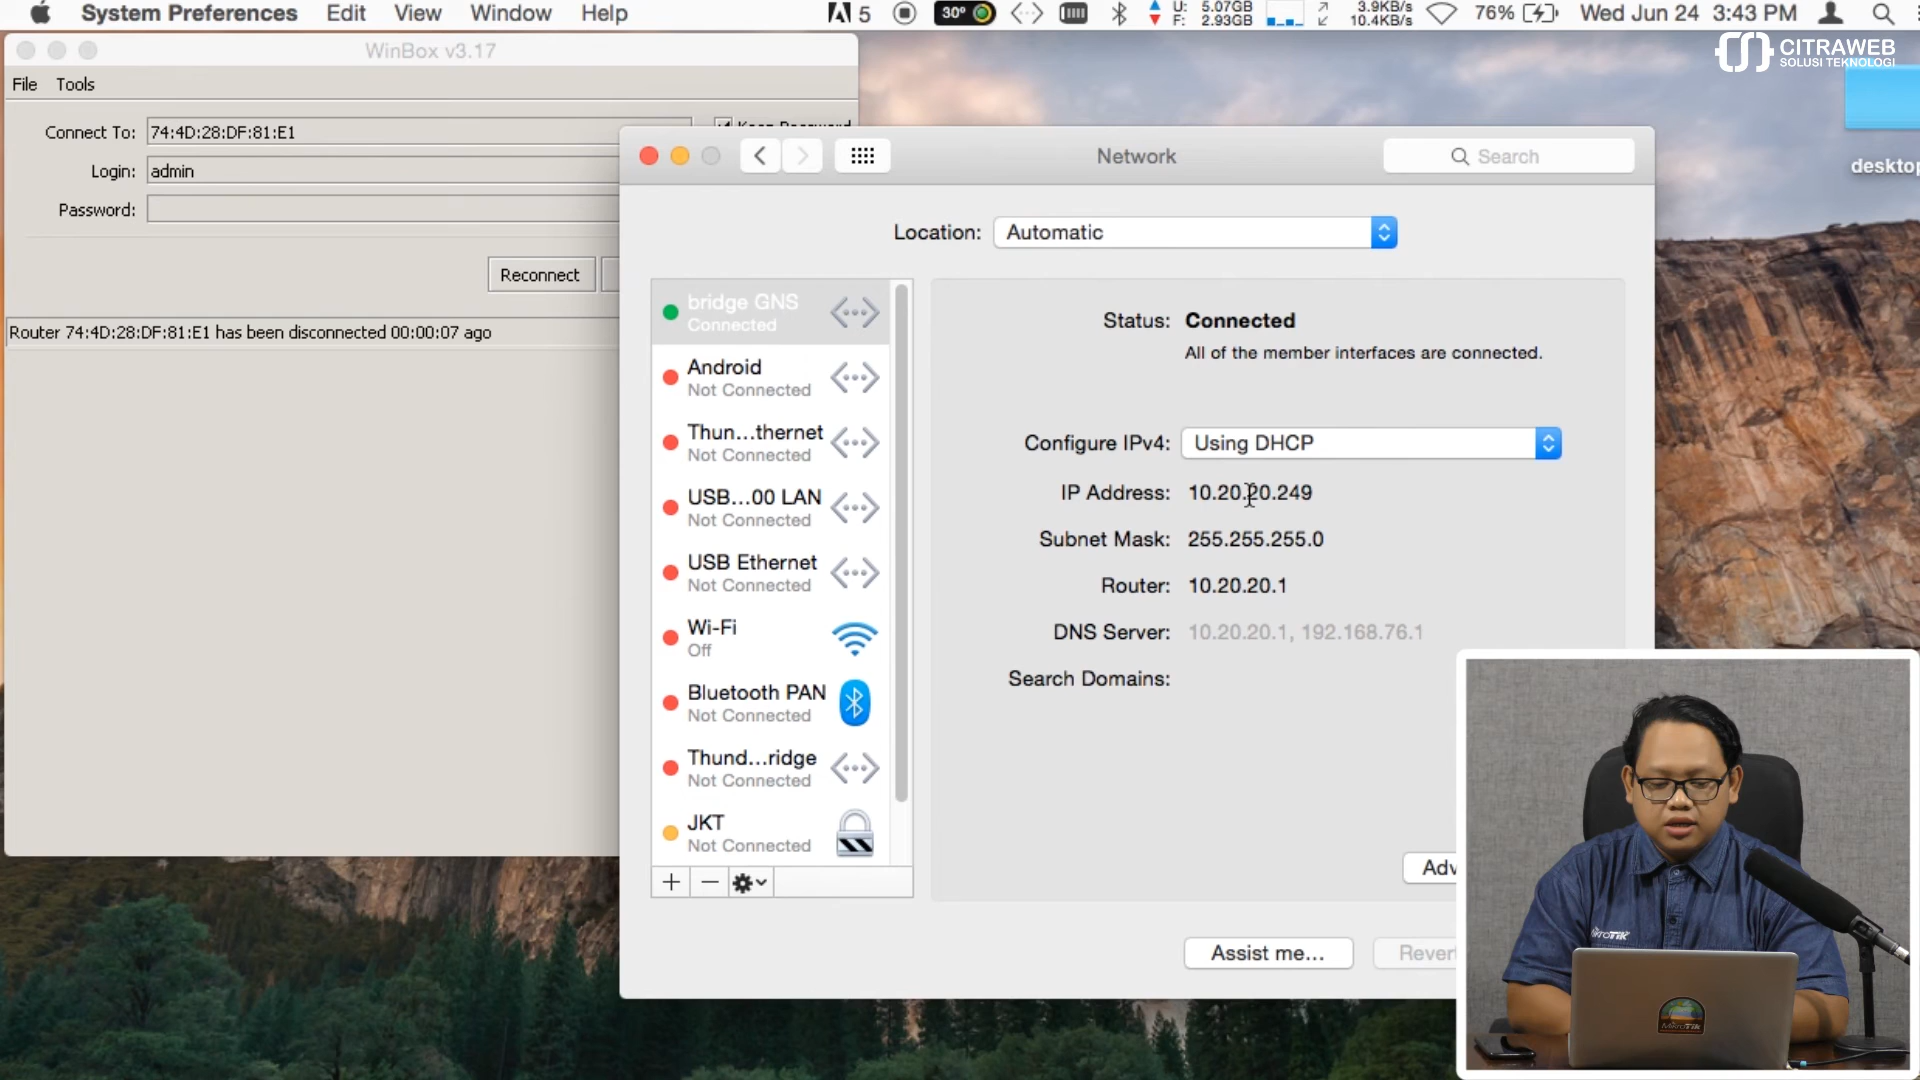 System Preferences Edit View Window Help
5 30° U: 5.07GB F: 2.93GB 3.9KB/s 10.4KB/s 76% Wed Jun 24 3:43 PM
CITRAWEB
SOLUSI TEKNOLOGI
WinBox v3.17
File Tools
Connect To: 74:4D:28:DF:81:E1
Keep Password
Login: admin
Password:
Reconnect
Router 74:4D:28:DF:81:E1 has been disconnected 00:00:07 ago
desktop
Network
Search
Location: Automatic
bridge GNS
Connected
Android
Not Connected
Thun...thernet
Not Connected
USB...00 LAN
Not Connected
USB Ethernet
Not Connected
Wi-Fi
Off
Bluetooth PAN
Not Connected
Thund...ridge
Not Connected
JKT
Not Connected
Status: Connected
All of the member interfaces are connected.
Configure IPv4: Using DHCP
IP Address: 10.20.20.249
Subnet Mask: 255.255.255.0
Router: 10.20.20.1
DNS Server: 10.20.20.1, 192.168.76.1
Search Domains:
Adv
Assist me...
Rever
MikroTik
MikroTik